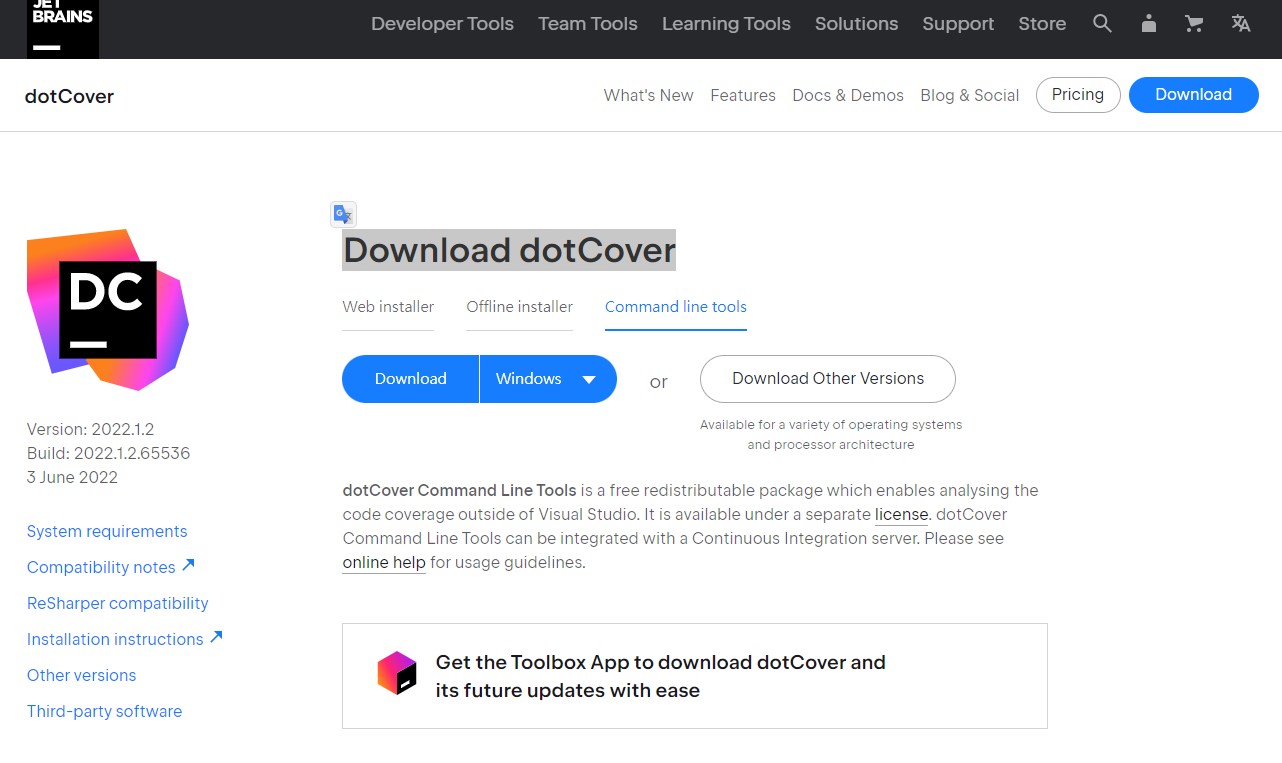 JET
BRAINS
Developer Tools Team Tools Learning Tools Solutions Support Store
dotCover
What's New Features Docs & Demos Blog & Social Pricing Download
G
Download dotCover
DC
Web installer Offline installer Command line tools
Download Windows or Download Other Versions
Available for a variety of operating systems
and processor architecture
Version: 2022.1.2
Build: 2022.1.2.65536
3 June 2022
dotCover Command Line Tools is a free redistributable package which enables analysing the
code coverage outside of Visual Studio. It is available under a separate license. dotCover
Command Line Tools can be integrated with a Continuous Integration server. Please see
online help for usage guidelines.
System requirements
Compatibility notes
ReSharper compatibility
Installation instructions
Other versions
Third-party software
Get the Toolbox App to download dotCover and
its future updates with ease